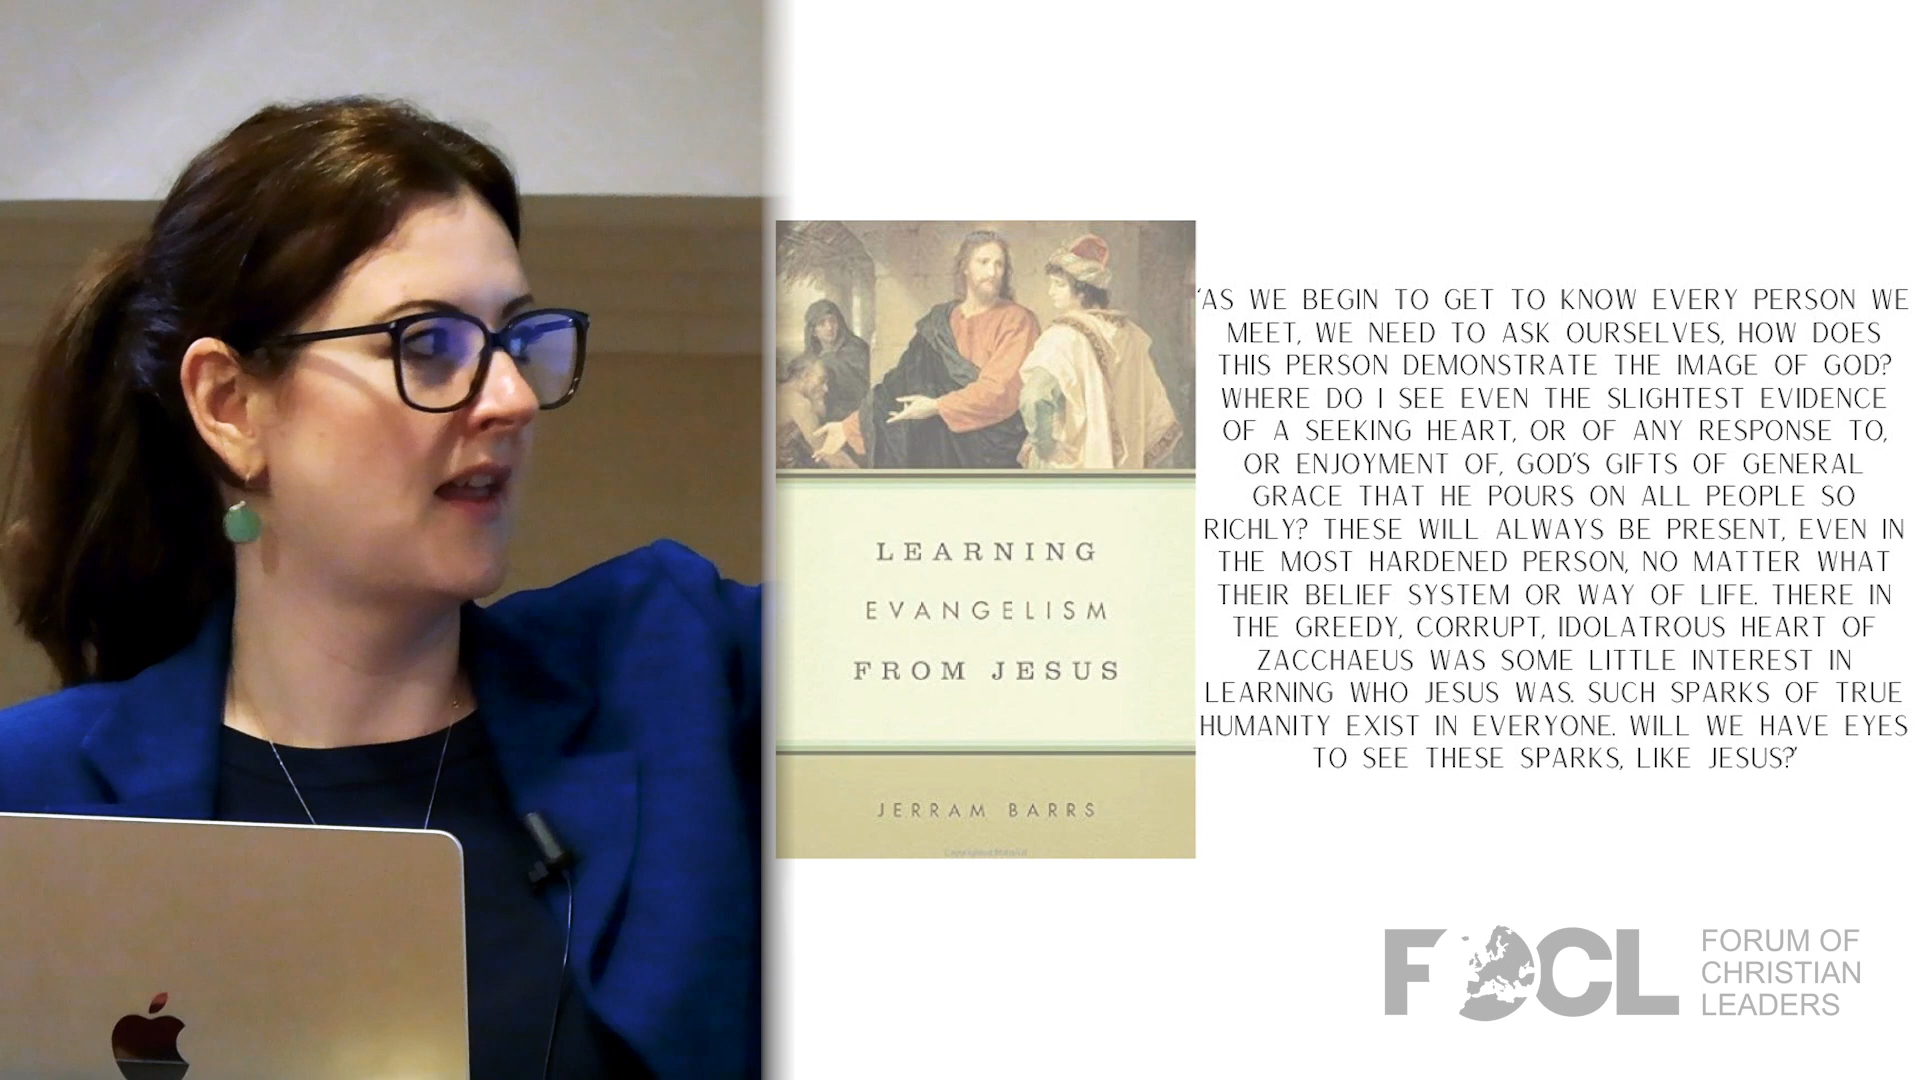 LEARNING
EVANGELISM
FROM JESUS
JERRAM BARRS
Copyrighted Material
'AS WE BEGIN TO GET TO KNOW EVERY PERSON WE
MEET, WE NEED TO ASK OURSELVES, HOW DOES
THIS PERSON DEMONSTRATE THE IMAGE OF GOD?
WHERE DO I SEE EVEN THE SLIGHTEST EVIDENCE
OF A SEEKING HEART, OR OF ANY RESPONSE TO,
OR ENJOYMENT OF, GOD'S GIFTS OF GENERAL
GRACE THAT HE POURS ON ALL PEOPLE SO
RICHLY? THESE WILL ALWAYS BE PRESENT, EVEN IN
THE MOST HARDENED PERSON, NO MATTER WHAT
THEIR BELIEF SYSTEM OR WAY OF LIFE. THERE IN
THE GREEDY, CORRUPT, IDOLATROUS HEART OF
ZACCHAEUS WAS SOME LITTLE INTEREST IN
LEARNING WHO JESUS WAS. SUCH SPARKS OF TRUE
HUMANITY EXIST IN EVERYONE. WILL WE HAVE EYES
TO SEE THESE SPARKS, LIKE JESUS?'
FOCL
FORUM OF
CHRISTIAN
LEADERS